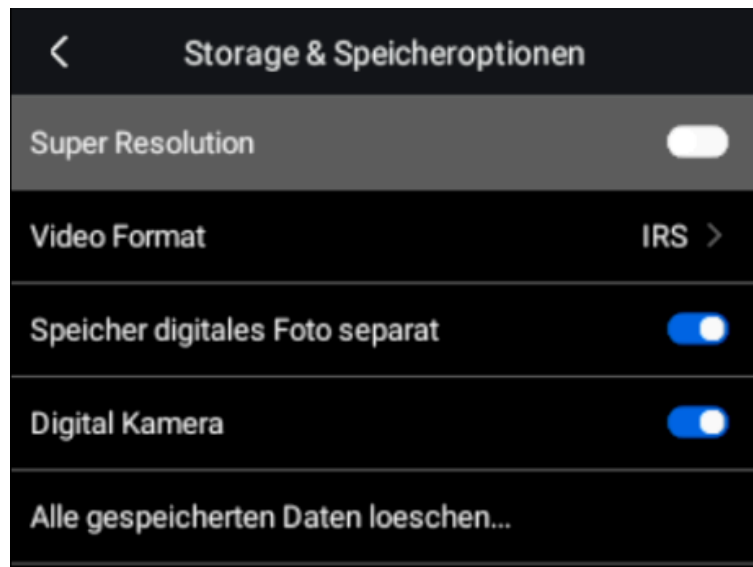 Storage & Speicheroptionen
Super Resolution
Video Format IRS
Speicher digitales Foto separat
Digital Kamera
Alle gespeicherten Daten loeschen...